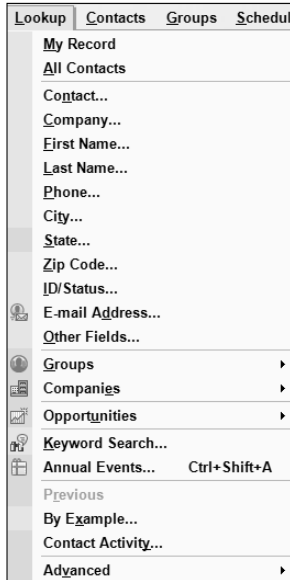 Lookup Contacts Groups Schedul
My Record
All Contacts
Contact...
Company...
First Name...
Last Name...
Phone...
City...
State...
Zip Code...
ID/Status...
E-mail Address...
Other Fields...
Groups
Companies
Opportunities
Keyword Search...
Annual Events... Ctrl+Shift+A
Previous
By Example...
Contact Activity...
Advanced